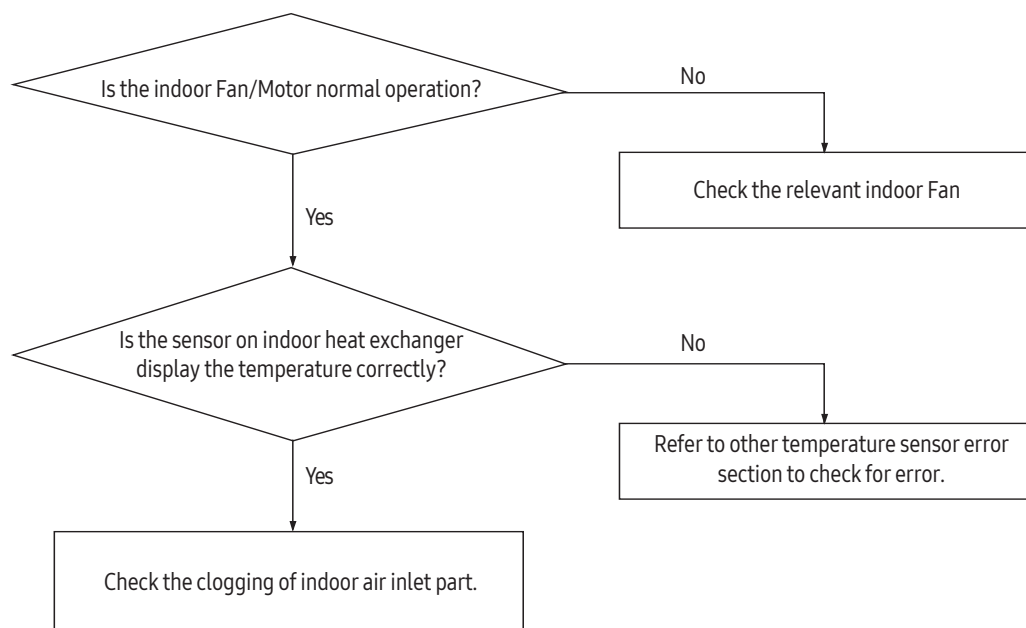 Is the indoor Fan/Motor normal operation?
No
Check the relevant indoor Fan
Yes
Is the sensor on indoor heat exchanger
display the temperature correctly?
No
Refer to other temperature sensor error
section to check for error.
Yes
Check the clogging of indoor air inlet part.